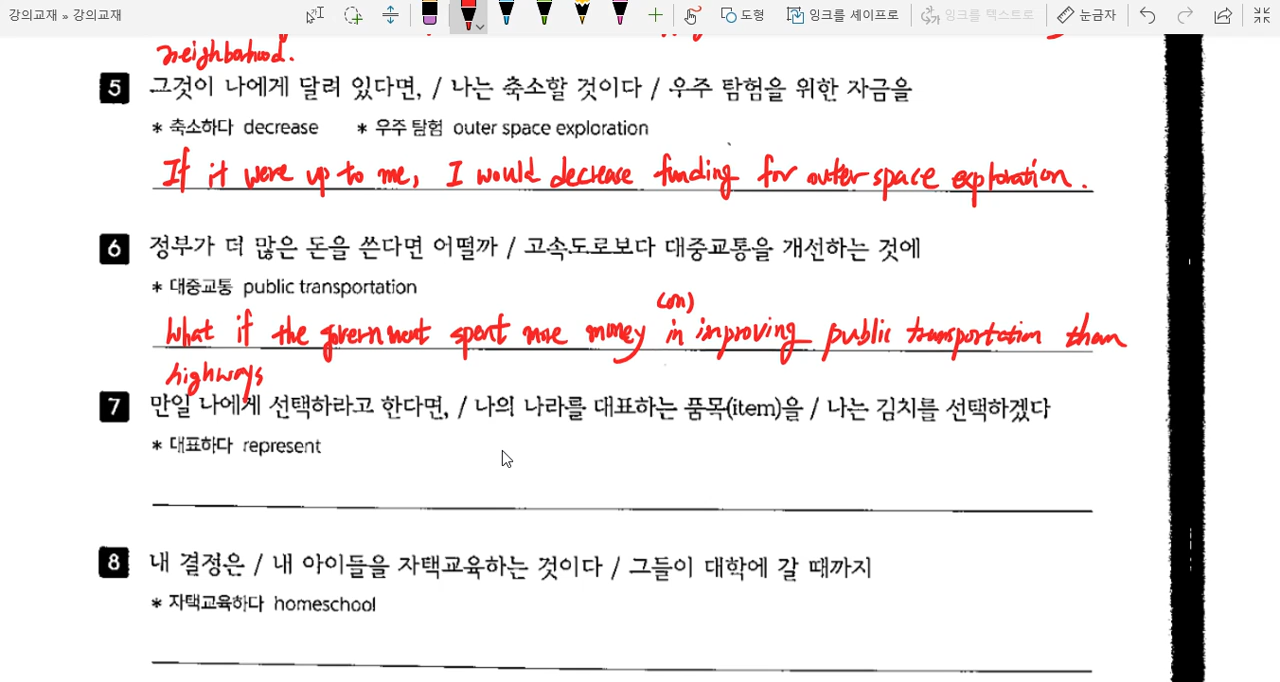 강의교재 » 강의교재
도형 잉크를 셰이프로 잉크를 텍스트로 눈금자
neighborhood.
5 그것이 나에게 달려 있다면, / 나는 축소할 것이다 / 우주 탐험을 위한 자금을
* 축소하다 decrease * 우주 탐험 outer space exploration
If it were up to me, I would decrease funding for outer space exploration.
6 정부가 더 많은 돈을 쓴다면 어떨까 / 고속도로보다 대중교통을 개선하는 것에
* 대중교통 public transportation
(on)
What if the government spent more money in improving public transportation than
highways
7 만일 나에게 선택하라고 한다면, / 나의 나라를 대표하는 품목(item)을 / 나는 김치를 선택하겠다
* 대표하다 represent
8 내 결정은 / 내 아이들을 자택교육하는 것이다 / 그들이 대학에 갈 때까지
* 자택교육하다 homeschool